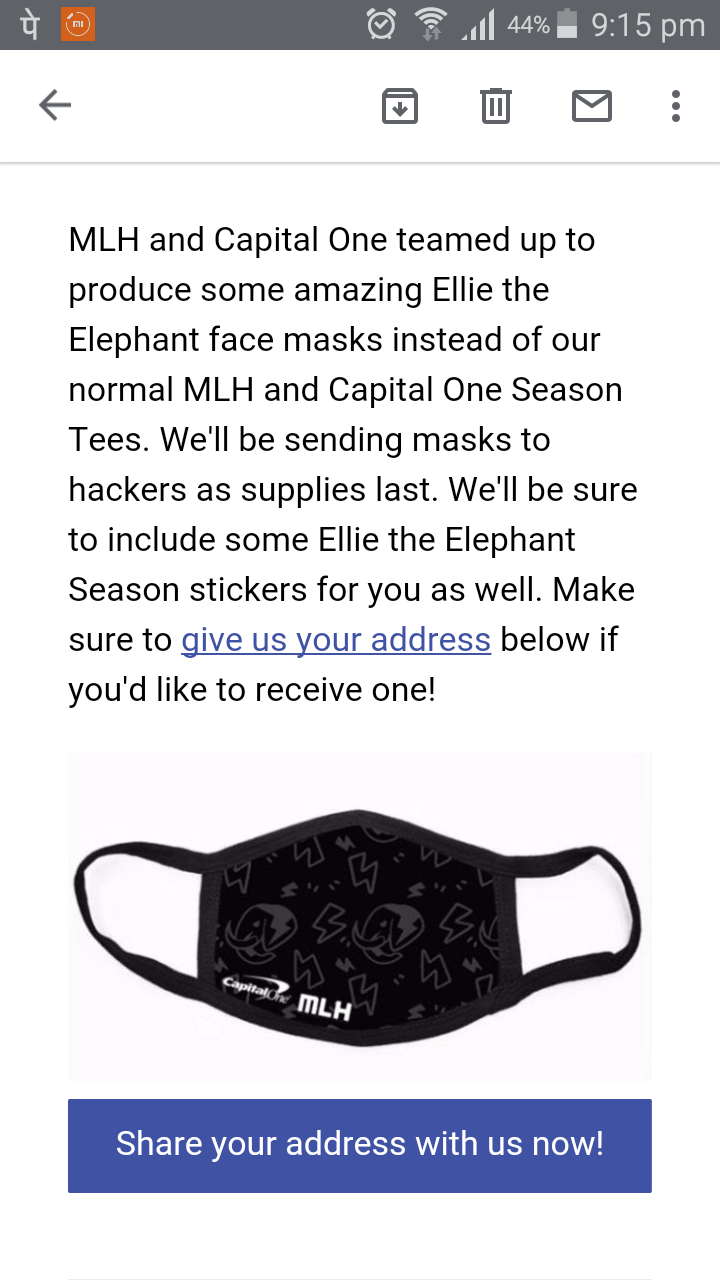 पे mi 44% 9:15 pm
MLH and Capital One teamed up to
produce some amazing Ellie the
Elephant face masks instead of our
normal MLH and Capital One Season
Tees. We'll be sending masks to
hackers as supplies last. We'll be sure
to include some Ellie the Elephant
Season stickers for you as well. Make
sure to give us your address below if
you'd like to receive one!
CapitalOne MLH
Share your address with us now!